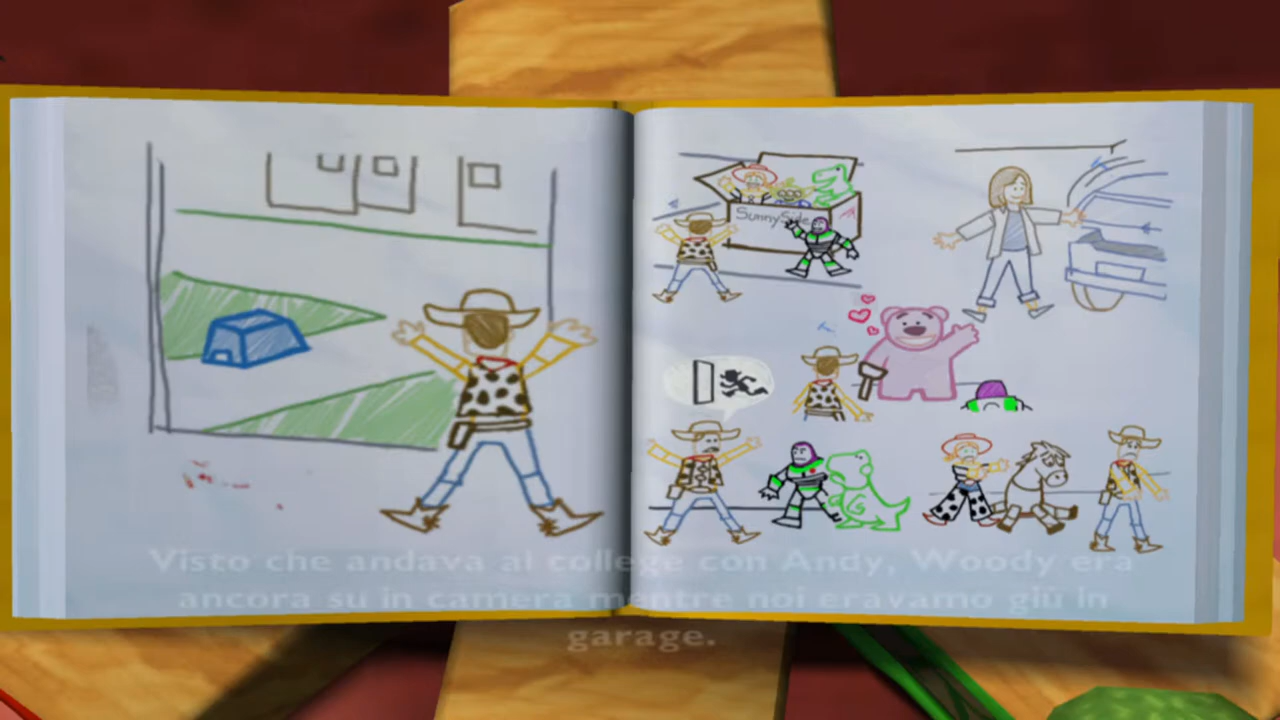 SunnySide
Visto che andava al college con Andy, Woody era
ancora su in camera mentre noi eravamo giù in
garage.